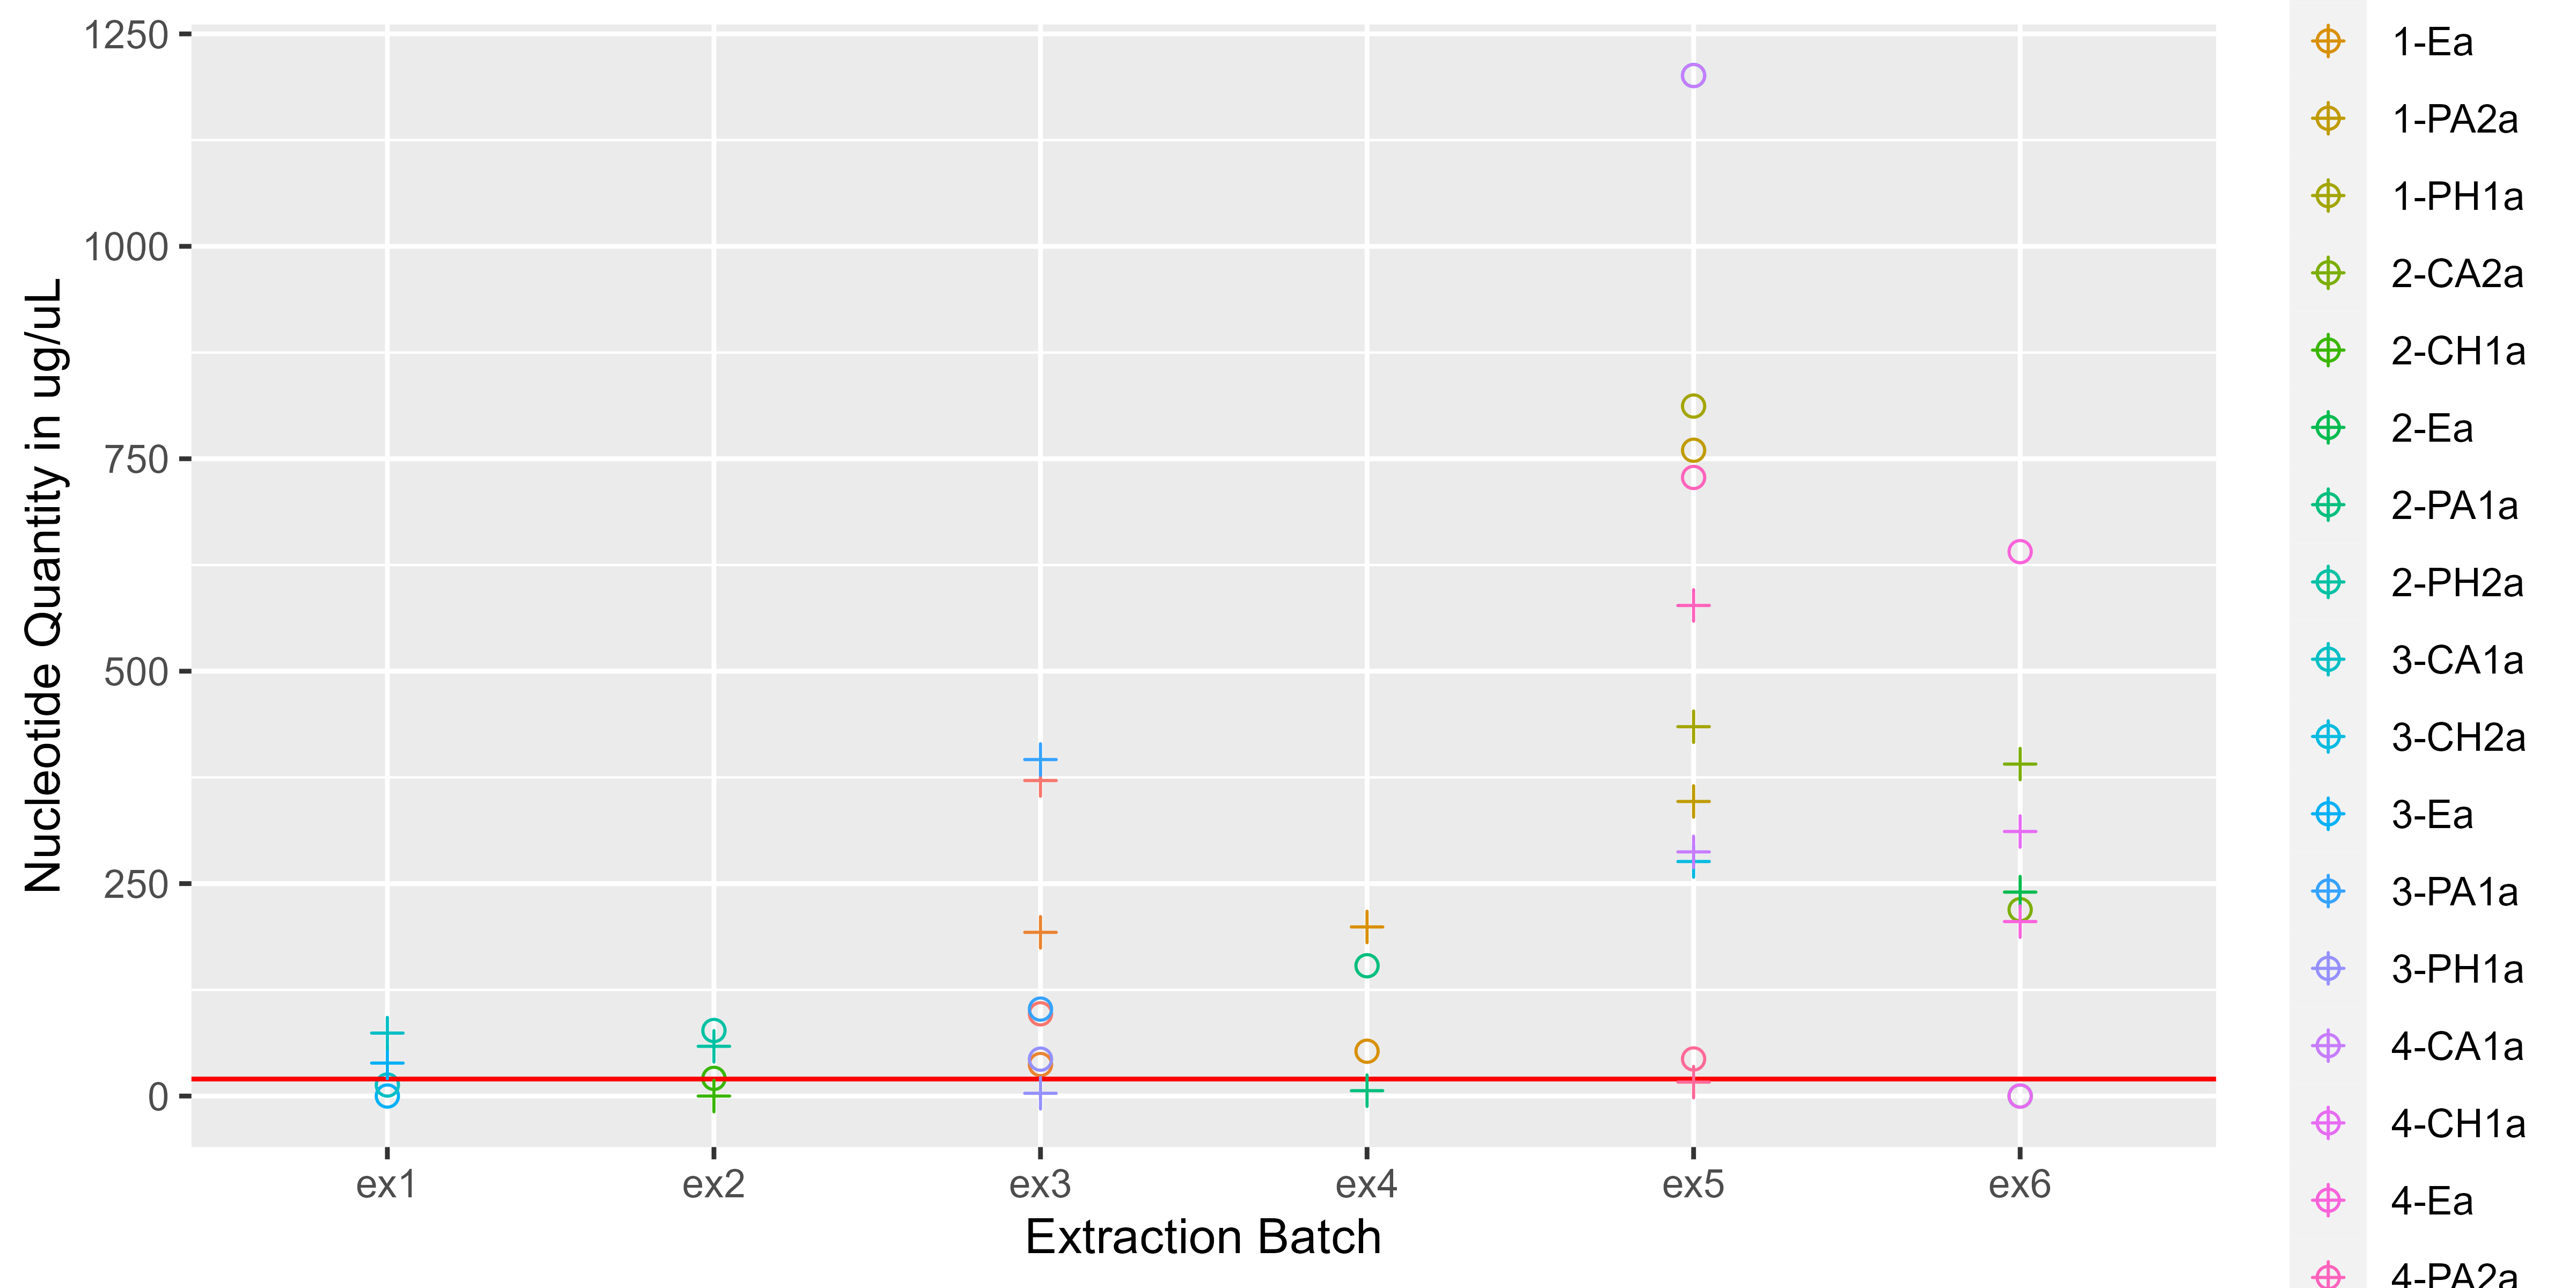 1250
1000
750
500
250
0
Nucleotide Quantity in ug/uL
ex1 ex2 ex3 ex4 ex5 ex6
Extraction Batch
1-Ea
1-PA2a
1-PH1a
2-CA2a
2-CH1a
2-Ea
2-PA1a
2-PH2a
3-CA1a
3-CH2a
3-Ea
3-PA1a
3-PH1a
4-CA1a
4-CH1a
4-Ea
4-PA2a